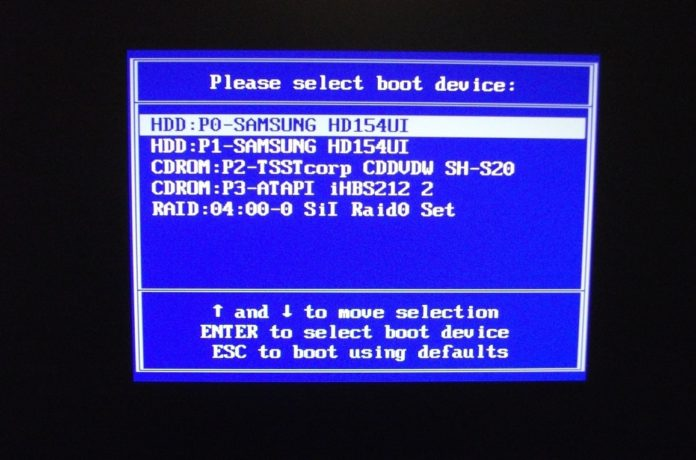 Please select boot device:
HDD:P0-SAMSUNG HD154UI
HDD:P1-SAMSUNG HD154UI
CDROM:P2-TSSTcorp CDDVDW SH-S20
CDROM:P3-ATAPI iHBS212 2
RAID:04:00-0 SiI Raid0 Set
↑ and ↓ to move selection
ENTER to select boot device
ESC to boot using defaults